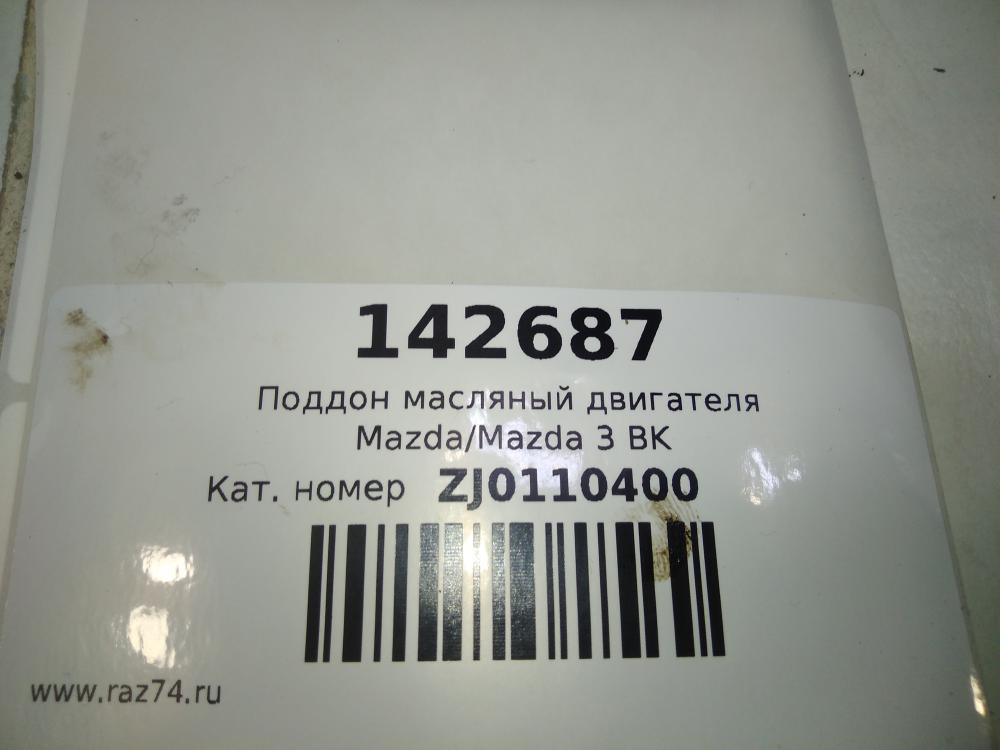 142687
Поддон масляный двигателя
Mazda/Mazda 3 BK
Кат. номер ZJ0110400
www.raz74.ru